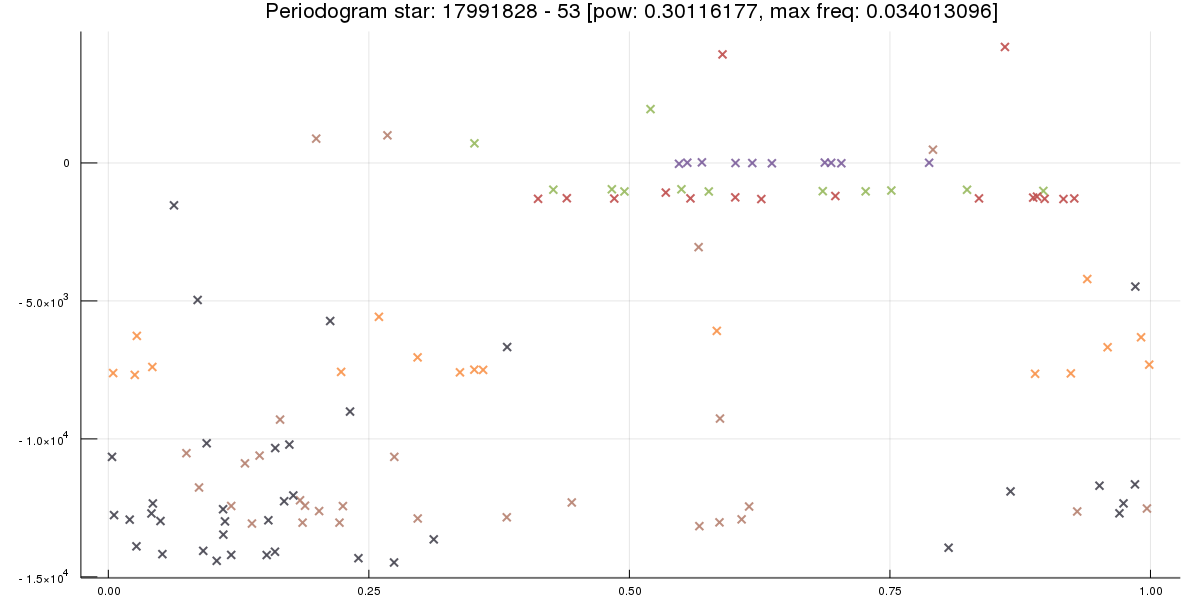 Periodogram star: 17991828 - 53 [pow: 0.30116177, max freq: 0.034013096]
0
- 5.0×10³
- 1.0×10⁴
- 1.5×10⁴
0.00 0.25 0.50 0.75 1.00